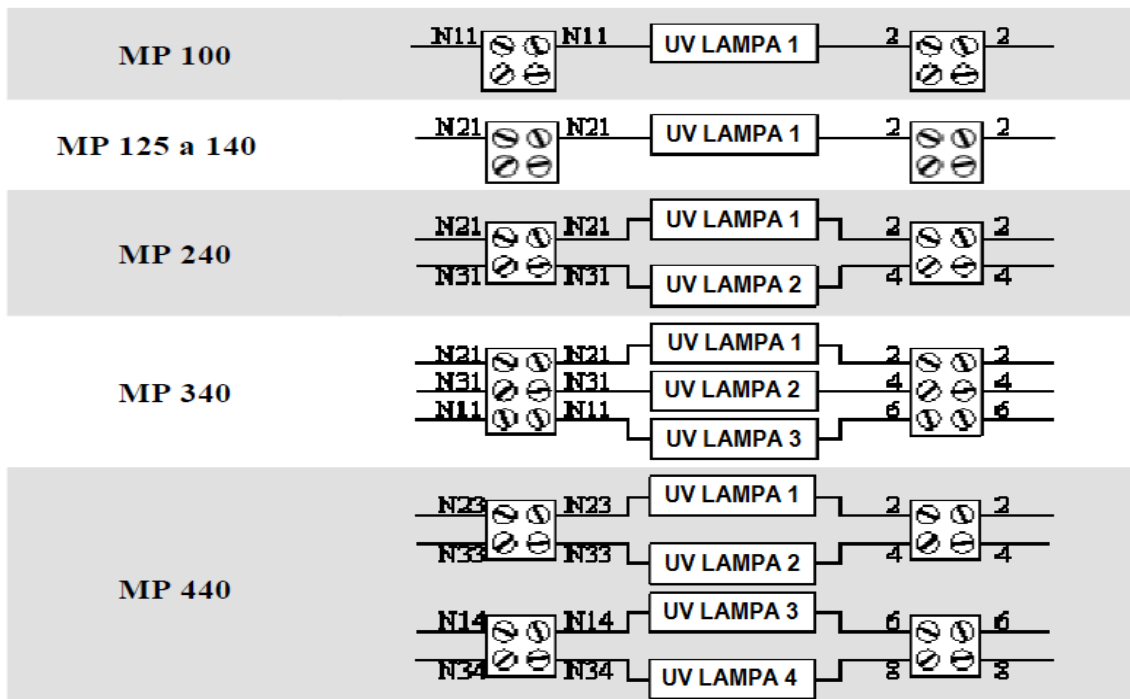 MP 100
N11 N11 UV LAMPA 1 2 2
MP 125 a 140
N21 N21 UV LAMPA 1 2 2
MP 240
N21 N21 UV LAMPA 1 2 2
N31 N31 UV LAMPA 2 4 4
MP 340
N21 N21 UV LAMPA 1 2 2
N31 N31 UV LAMPA 2 4 4
N11 N11 UV LAMPA 3 6 6
MP 440
N23 N23 UV LAMPA 1 2 2
N33 N33 UV LAMPA 2 4 4
N14 N14 UV LAMPA 3 6 6
N34 N34 UV LAMPA 4 8 8